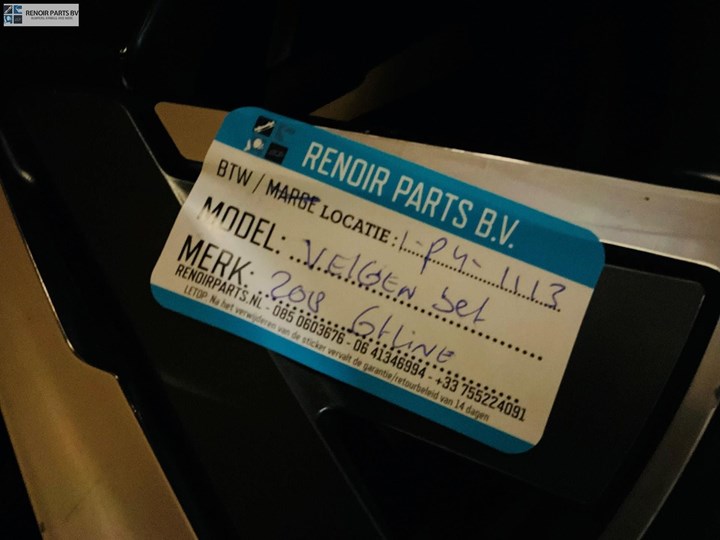 RENOIR PARTS BV
RENOIR PARTS B.V.
BTW / MARGE LOCATIE: 1-P4-1113
MODEL: VELGEN set
MERK: 2018 Gtline
RENOIRPARTS.NL - 085 0603676 - 06 41346994 +33 755224091
LETOP: Na het verwijderen van de sticker vervalt de garantie/retourbeleid van 14 dagen